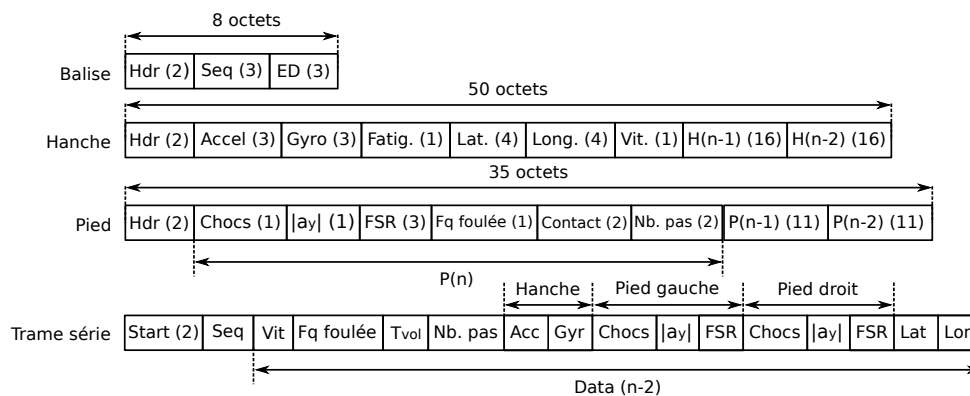 8 octets
Balise Hdr (2) Seq (3) ED (3)
50 octets
Hanche Hdr (2) Accel (3) Gyro (3) Fatig. (1) Lat. (4) Long. (4) Vit. (1) H(n-1) (16) H(n-2) (16)
35 octets
Pied Hdr (2) Chocs (1) |ay| (1) FSR (3) Fq foulée (1) Contact (2) Nb. pas (2) P(n-1) (11) P(n-2) (11)
P(n)
Hanche Pied gauche Pied droit
Trame série Start (2) Seq Vit Fq foulée Tvol Nb. pas Acc Gyr Chocs |ay| FSR Chocs |ay| FSR Lat Lon
Data (n-2)